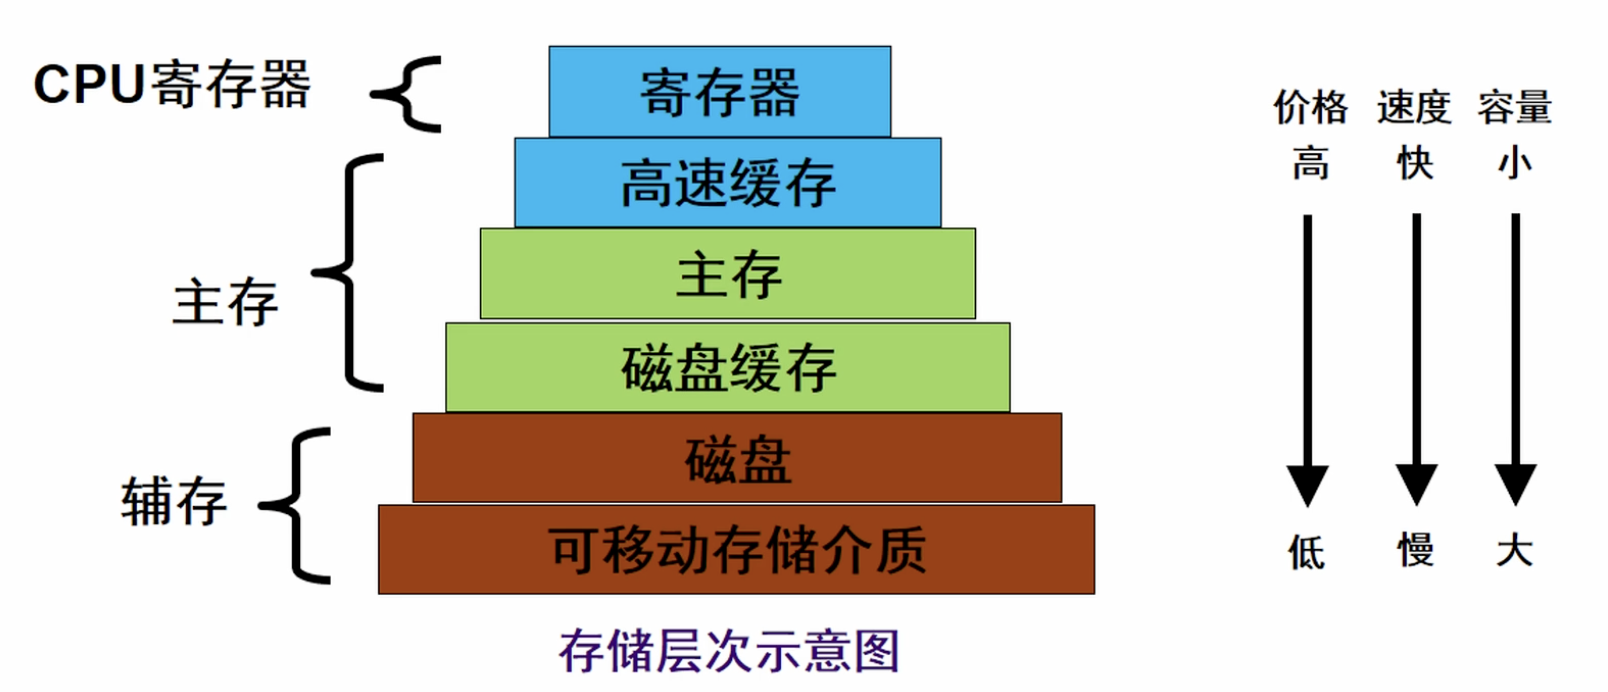 CPU寄存器
寄存器
高速缓存
主存
主存
磁盘缓存
辅存
磁盘
可移动存储介质
价格 速度 容量
高 快 小
低 慢 大
存储层次示意图